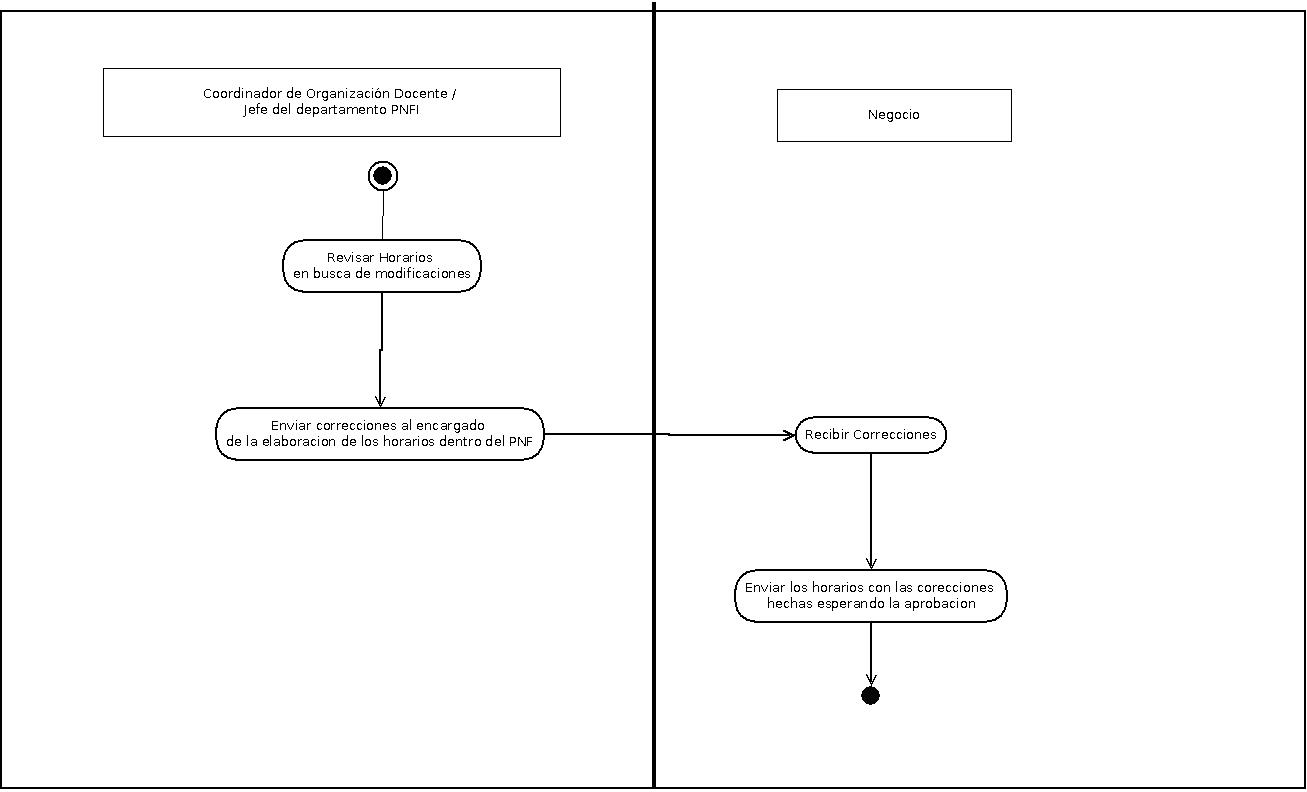 Coordinador de Organización Docente /
Jefe del departamento PNFI
Negocio
Revisar Horarios
en busca de modificaciones
Enviar correcciones al encargado
de la elaboracion de los horarios dentro del PNF
Recibir Correcciones
Enviar los horarios con las corecciones
hechas esperando la aprobacion